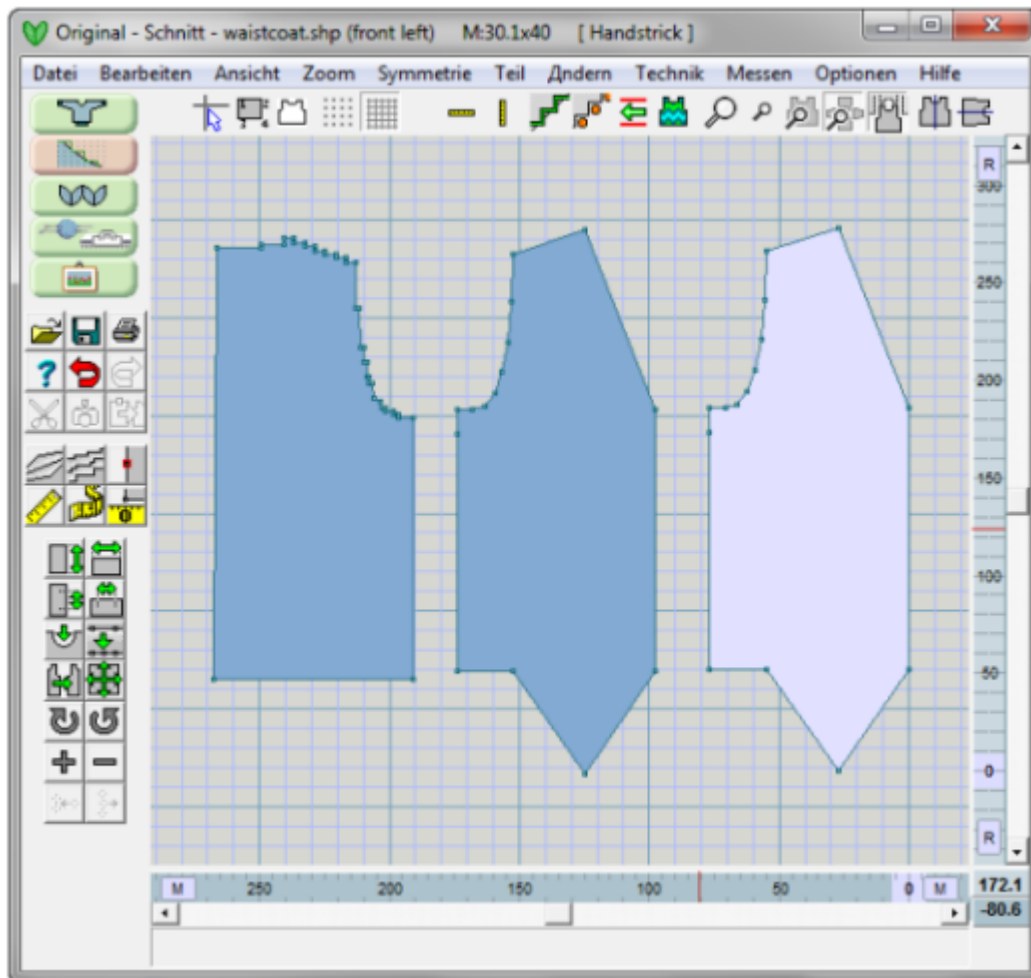 Original - Schnitt - waistcoat.shp (front left) M:30.1x40 [ Handstrick ]
Datei Bearbeiten Ansicht Zoom Symmetrie Teil Дndern Technik Messen Optionen Hilfe
R
300
250
200
150
100
50
0
R
M 250 200 150 100 50 0 M
172.1
-80.6